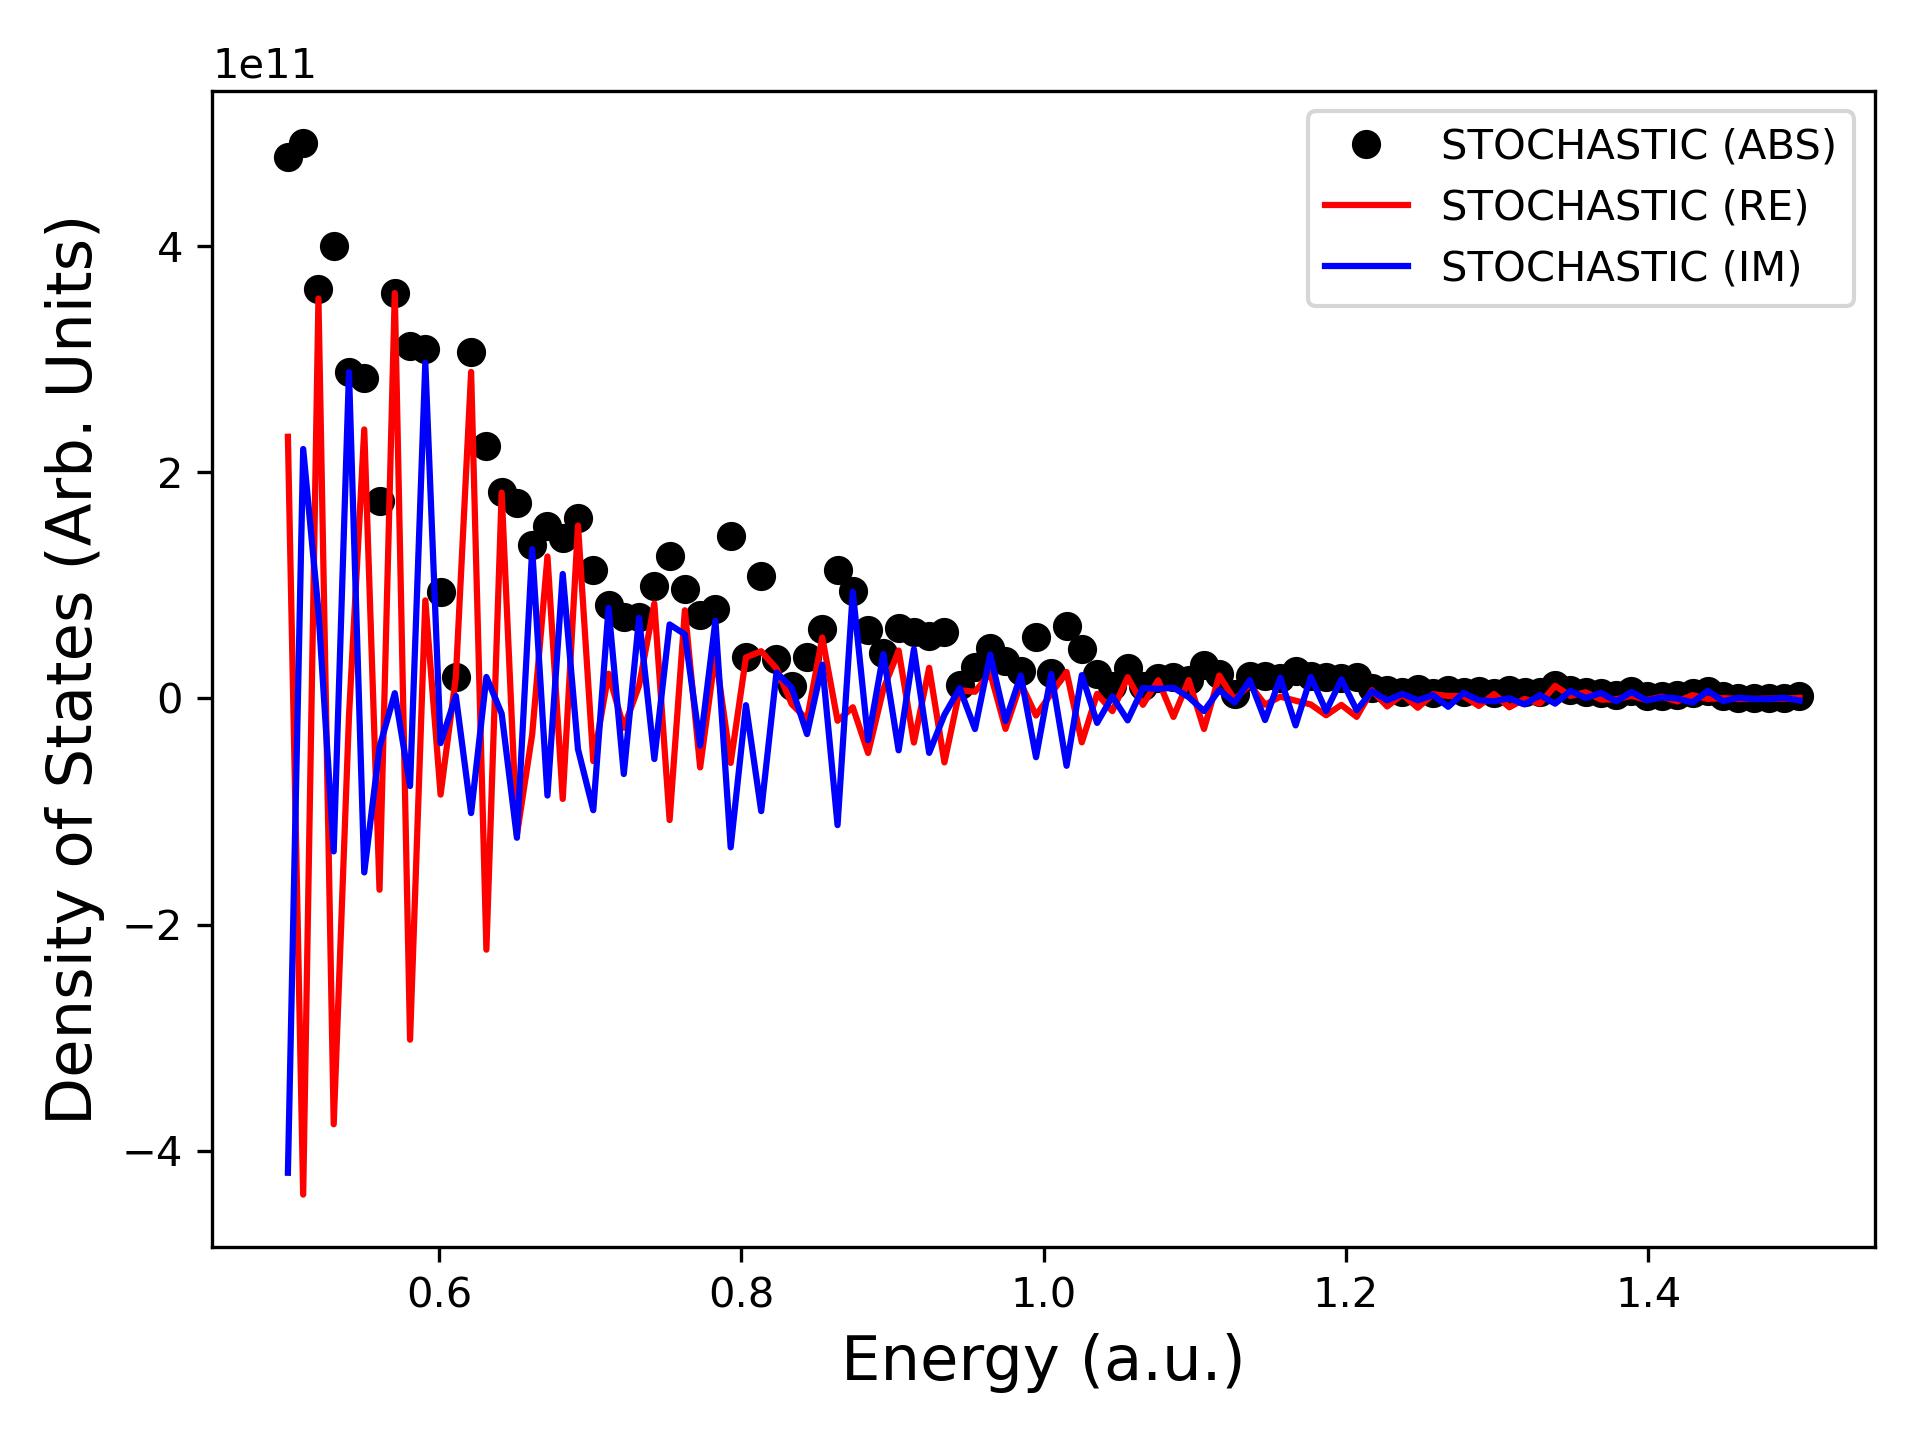 1e11
STOCHASTIC (ABS)
STOCHASTIC (RE)
STOCHASTIC (IM)
Density of States (Arb. Units)
4
2
0
−2
−4
0.6 0.8 1.0 1.2 1.4
Energy (a.u.)